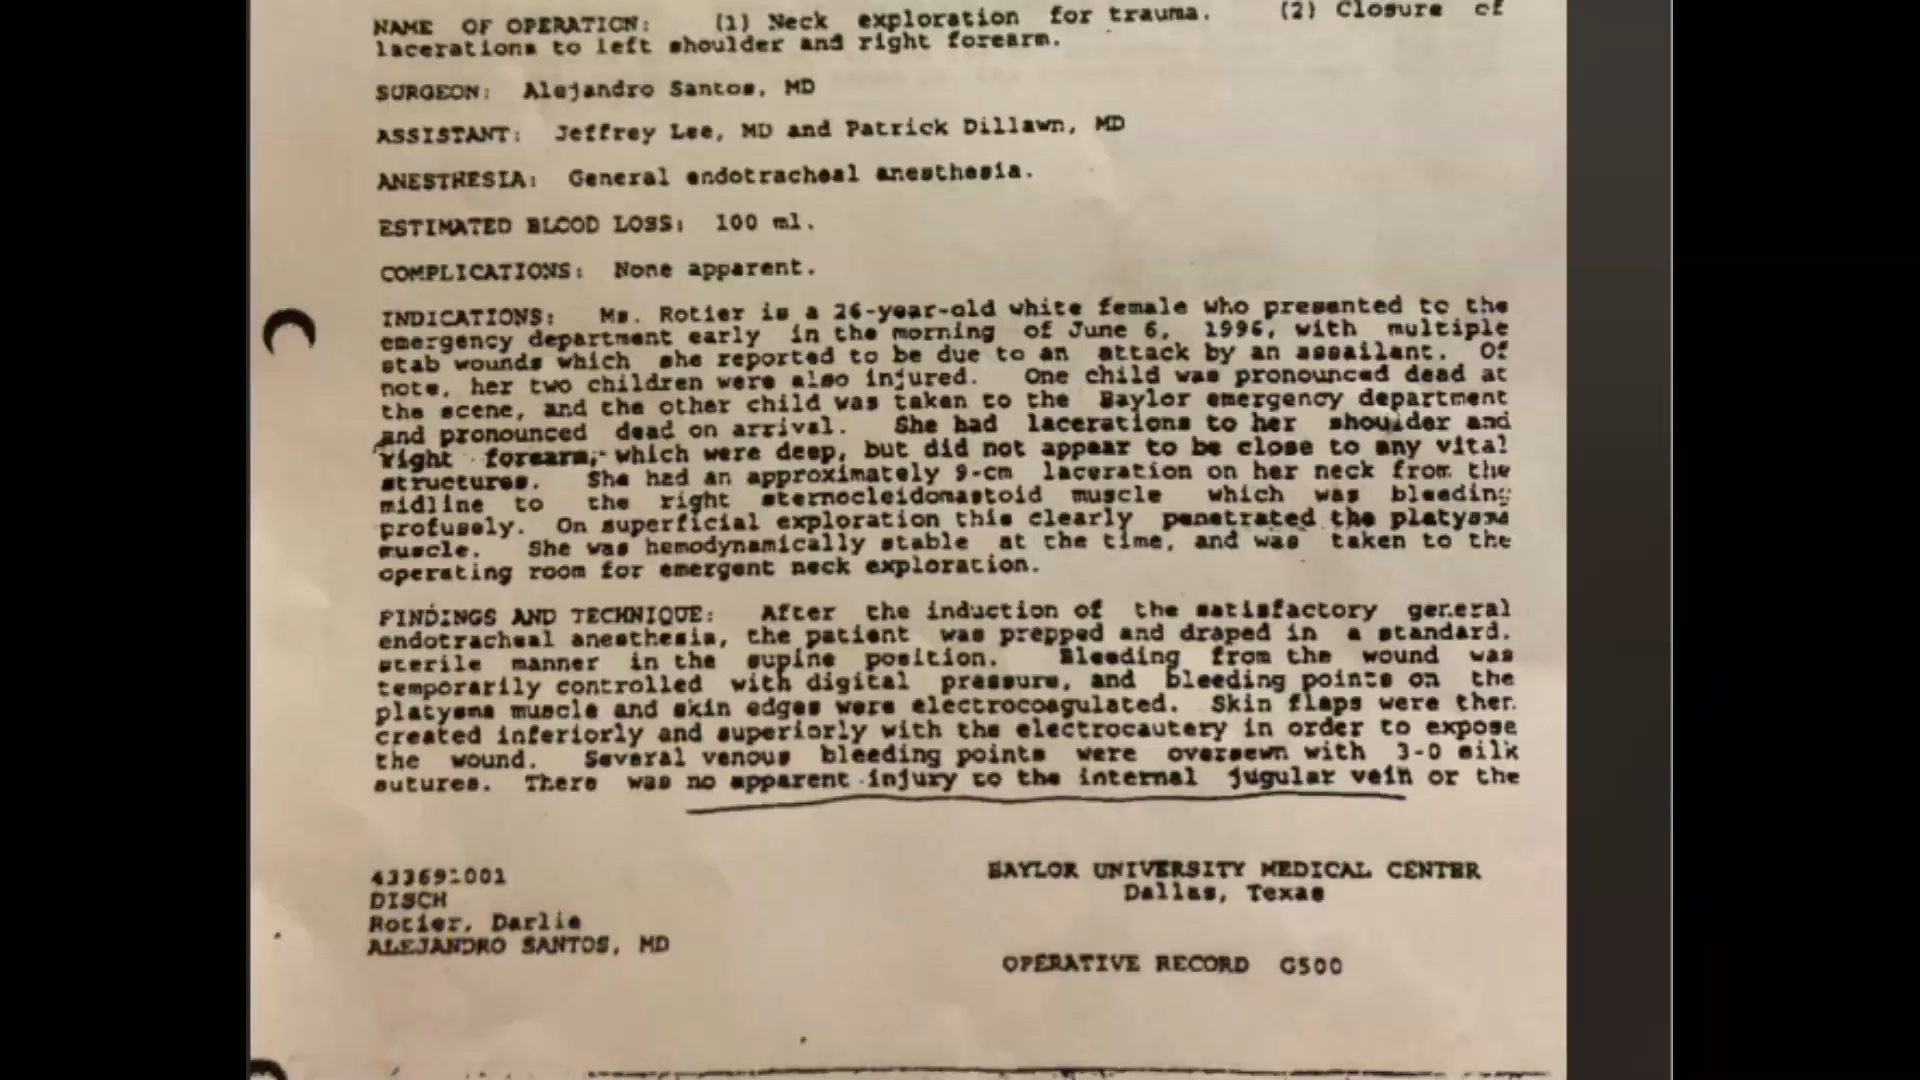 NAME OF OPERATION: (1) Neck exploration for trauma. (2) Closure of
lacerations to left shoulder and right forearm.
SURGEON: Alejandro Santos, MD
ASSISTANT: Jeffrey Lee, MD and Patrick Dillawn, MD
ANESTHESIA: General endotracheal anesthesia.
ESTIMATED BLOOD LOSS: 100 ml.
COMPLICATIONS: None apparent.
INDICATIONS: Ms. Rotier is a 26-year-old white female who presented to the
emergency department early in the morning of June 6, 1996, with multiple
stab wounds which she reported to be due to an attack by an assailant. Of
note, her two children were also injured. One child was pronounced dead at
the scene, and the other child was taken to the Baylor emergency department
and pronounced dead on arrival. She had lacerations to her shoulder and
right forearm, which were deep, but did not appear to be close to any vital
structures. She had an approximately 9-cm laceration on her neck from the
midline to the right sternocleidomastoid muscle which was bleeding
profusely. On superficial exploration this clearly penetrated the platysma
muscle. She was hemodynamically stable at the time, and was taken to the
operating room for emergent neck exploration.
FINDINGS AND TECHNIQUE: After the induction of the satisfactory general
endotracheal anesthesia, the patient was prepped and draped in a standard.
sterile manner in the supine position. Bleeding from the wound was
temporarily controlled with digital pressure, and bleeding points on the
platysma muscle and skin edges were electrocoagulated. Skin flaps were then
created inferiorly and superiorly with the electrocautery in order to expose
the wound. Several venous bleeding points were oversewn with 3-0 silk
sutures. There was no apparent injury to the internal jugular vein or the
433691001
DISCH
Rotier, Darlie
ALEJANDRO SANTOS, MD
BAYLOR UNIVERSITY MEDICAL CENTER
Dallas, Texas
OPERATIVE RECORD G500